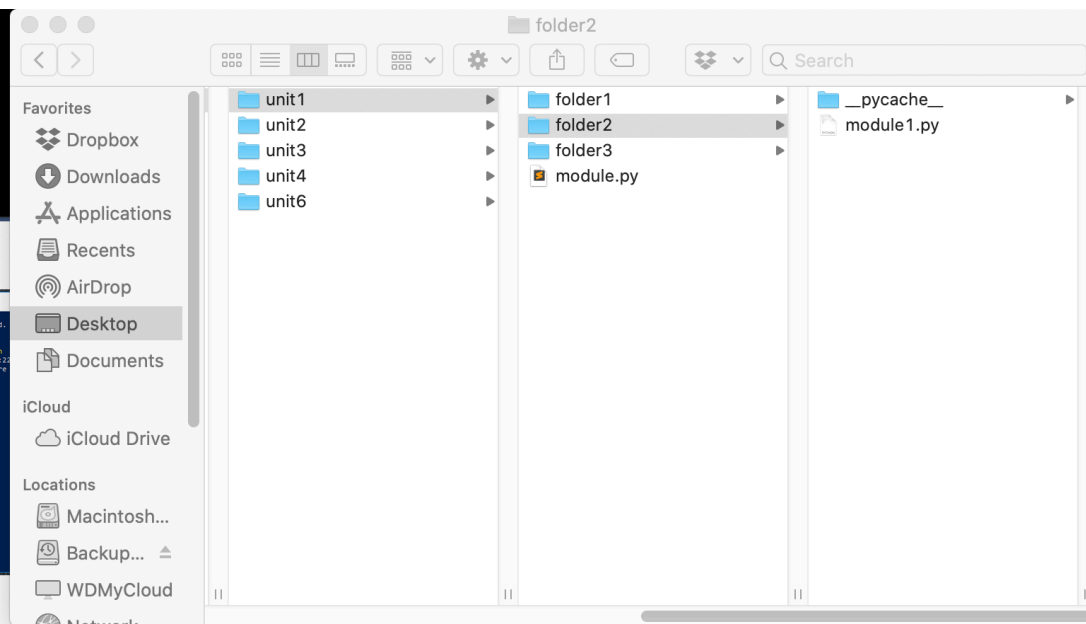 folder2
Search
Favorites
Dropbox
Downloads
Applications
Recents
AirDrop
Desktop
Documents
iCloud
iCloud Drive
Locations
Macintosh...
Backup...
WDMyCloud
Network
unit1
unit2
unit3
unit4
unit6
folder1
folder2
folder3
module.py
__pycache__
module1.py